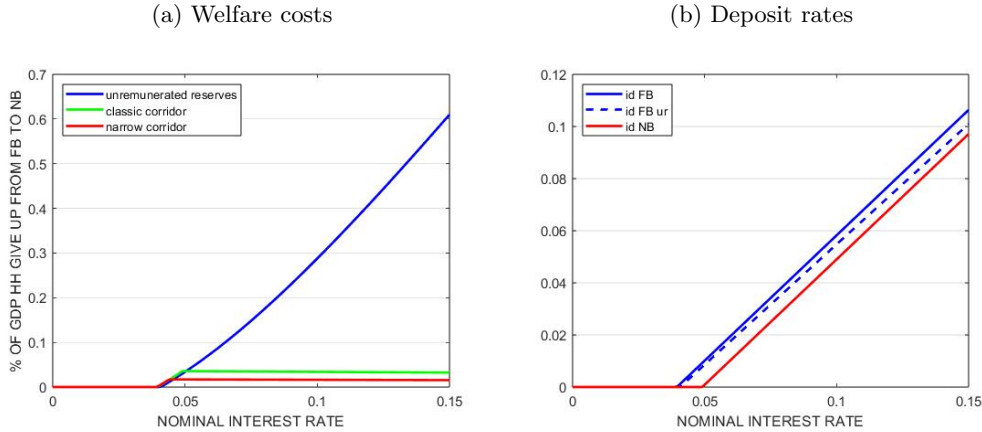 (a) Welfare costs
% OF GDP HH GIVE UP FROM FB TO NB
0.7
0.6
0.5
0.4
0.3
0.2
0.1
0
unremunerated reserves
classic corridor
narrow corridor
0
0.05
0.1
0.15
NOMINAL INTEREST RATE
(b) Deposit rates
0.12
0.1
0.08
0.06
0.04
0.02
0
id FB
id FB ur
id NB
0
0.05
0.1
0.15
NOMINAL INTEREST RATE